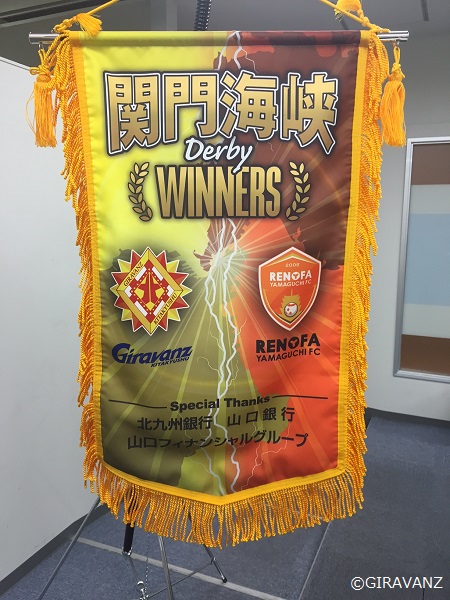 関門海峡
Derby
WINNERS
GIRAVANZ
Giravanz
KITAKYUSHU
2006
RENOFA
YAMAGUCHI FC
RENOFA
YAMAGUCHI FC
Special Thanks
北九州銀行 山口銀行
山口フィナンシャルグループ
©GIRAVANZ